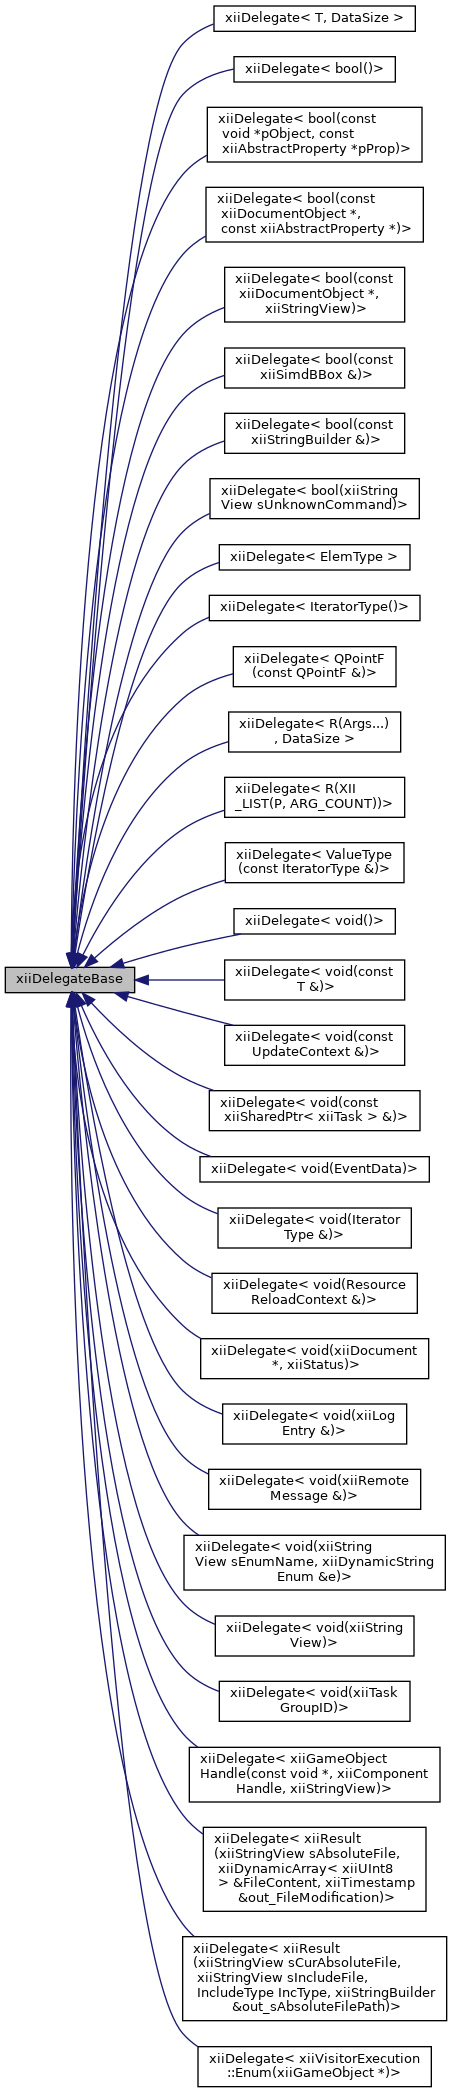 xiiDelegate< T, DataSize >
xiiDelegate< bool()>
xiiDelegate< bool(const
void *pObject, const
xiiAbstractProperty *pProp)>
xiiDelegate< bool(const
xiiDocumentObject *,
const xiiAbstractProperty *)>
xiiDelegate< bool(const
xiiDocumentObject *,
xiiStringView)>
xiiDelegate< bool(const
xiiSimdBBox &)>
xiiDelegate< bool(const
xiiStringBuilder &)>
xiiDelegate< bool(xiiString
View sUnknownCommand)>
xiiDelegate< ElemType >
xiiDelegate< IteratorType()>
xiiDelegate< QPointF
(const QPointF &)>
xiiDelegate< R(Args...)
, DataSize >
xiiDelegate< R(XII
_LIST(P, ARG_COUNT))>
xiiDelegate< ValueType
(const IteratorType &)>
xiiDelegate< void()>
xiiDelegateBase
xiiDelegate< void(const
T &)>
xiiDelegate< void(const
UpdateContext &)>
xiiDelegate< void(const
xiiSharedPtr< xiiTask > &)>
xiiDelegate< void(EventData)>
xiiDelegate< void(Iterator
Type &)>
xiiDelegate< void(Resource
ReloadContext &)>
xiiDelegate< void(xiiDocument
*, xiiStatus)>
xiiDelegate< void(xiiLog
Entry &)>
xiiDelegate< void(xiiRemote
Message &)>
xiiDelegate< void(xiiString
View sEnumName, xiiDynamicString
Enum &e)>
xiiDelegate< void(xiiString
View)>
xiiDelegate< void(xiiTask
GroupID)>
xiiDelegate< xiiGameObject
Handle(const void *, xiiComponent
Handle, xiiStringView)>
xiiDelegate< xiiResult
(xiiStringView sAbsoluteFile,
xiiDynamicArray< xiiUInt8
> &FileContent, xiiTimestamp
&out_FileModification)>
xiiDelegate< xiiResult
(xiiStringView sCurAbsoluteFile,
xiiStringView sIncludeFile,
IncludeType IncType, xiiStringBuilder
&out_sAbsoluteFilePath)>
xiiDelegate< xiiVisitorExecution
::Enum(xiiGameObject *)>